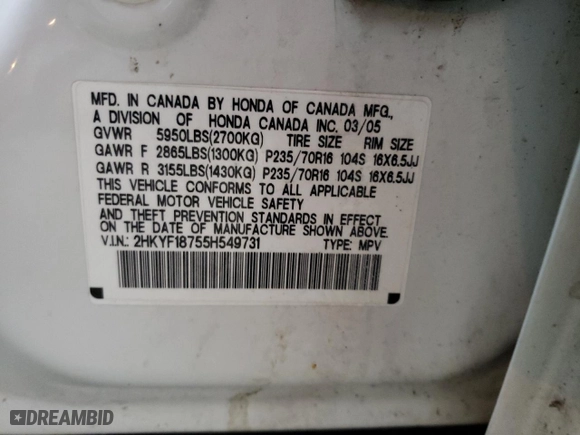 MFD. IN CANADA BY HONDA OF CANADA MFG.,
A DIVISION OF HONDA CANADA INC. 03/05
GVWR 5950LBS(2700KG) TIRE SIZE RIM SIZE
GAWR F 2865LBS(1300KG) P235/70R16 104S 16X6.5JJ
GAWR R 3155LBS(1430KG) P235/70R16 104S 16X6.5JJ
THIS VEHICLE CONFORMS TO ALL APPLICABLE
FEDERAL MOTOR VEHICLE SAFETY
AND THEFT PREVENTION STANDARDS IN EFFECT
ON THE DATE OF MANUFACTURE SHOWN ABOVE.
V.I.N.: 2HKYF18755H549731 TYPE: MPV
DREAMBID